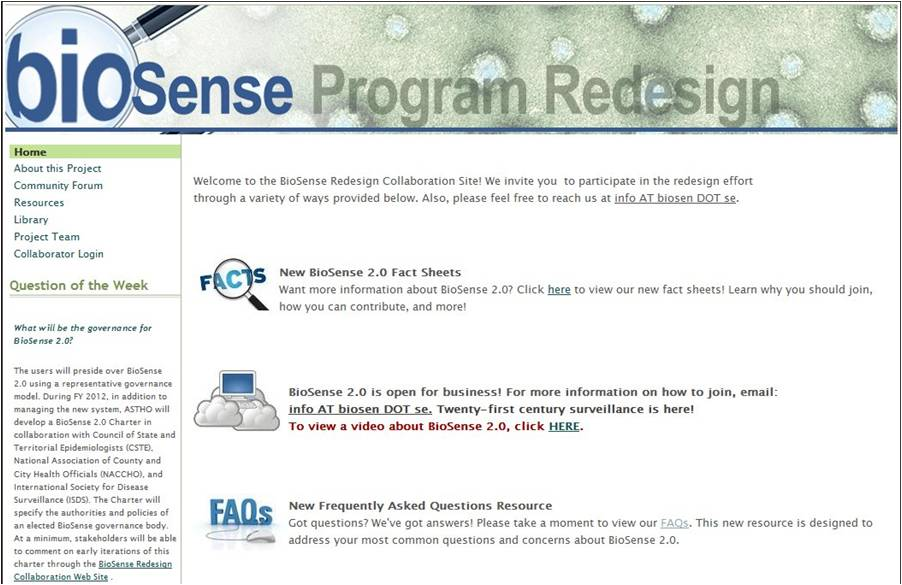 bioSense Program Redesign
Home
About this Project
Community Forum
Resources
Library
Project Team
Collaborator Login
Question of the Week
What will be the governance for
BioSense 2.0?
The users will preside over BioSense
2.0 using a representative governance
model. During FY 2012, in addition to
managing the new system, ASTHO will
develop a BioSense 2.0 Charter in
collaboration with Council of State and
Territorial Epidemiologists (CSTE),
National Association of County and
City Health Officials (NACCHO), and
International Society for Disease
Surveillance (ISDS). The Charter will
specify the authorities and policies of
an elected BioSense governance body.
At a minimum, stakeholders will be able
to comment on early iterations of this
charter through the BioSense Redesign
Collaboration Web Site .
Welcome to the BioSense Redesign Collaboration Site! We invite you  to participate in the redesign effort
through a variety of ways provided below. Also, please feel free to reach us at info AT biosen DOT se.
FACTS
New BioSense 2.0 Fact Sheets
Want more information about BioSense 2.0? Click here to view our new fact sheets! Learn why you should join,
how you can contribute, and more!
BioSense 2.0 is open for business! For more information on how to join, email:
info AT biosen DOT se. Twenty-first century surveillance is here!
To view a video about BioSense 2.0, click HERE.
FAQs
New Frequently Asked Questions Resource
Got questions? We've got answers! Please take a moment to view our FAQs. This new resource is designed to
address your most common questions and concerns about BioSense 2.0.